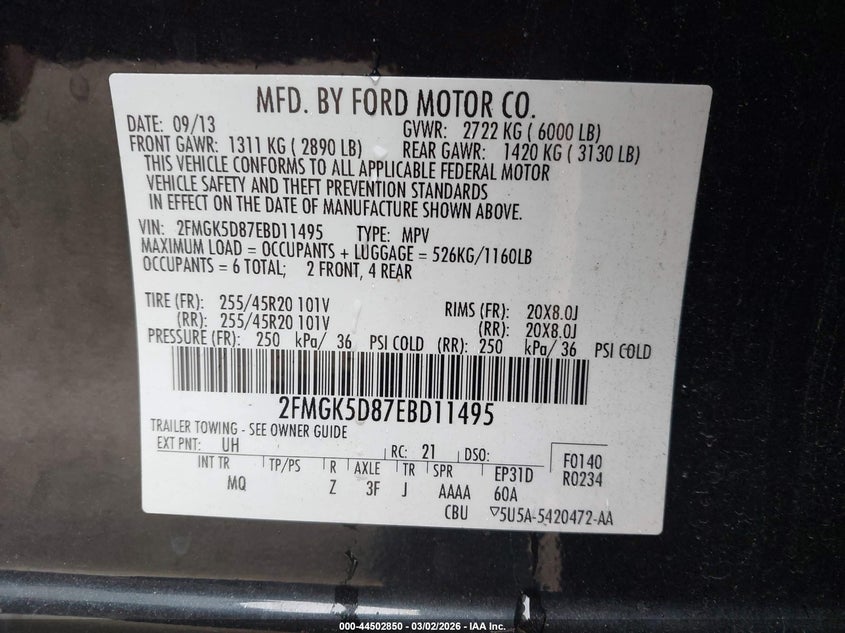 MFD. BY FORD MOTOR CO.
DATE: 09/13 GVWR: 2722 KG ( 6000 LB)
FRONT GAWR: 1311 KG ( 2890 LB) REAR GAWR: 1420 KG ( 3130 LB)
THIS VEHICLE CONFORMS TO ALL APPLICABLE FEDERAL MOTOR
VEHICLE SAFETY AND THEFT PREVENTION STANDARDS
IN EFFECT ON THE DATE OF MANUFACTURE SHOWN ABOVE.
VIN: 2FMGK5D87EBD11495 TYPE: MPV
MAXIMUM LOAD = OCCUPANTS + LUGGAGE = 526KG/1160LB
OCCUPANTS = 6 TOTAL; 2 FRONT, 4 REAR
TIRE (FR): 255/45R20 101V RIMS (FR): 20X8.0J
(RR): 255/45R20 101V (RR): 20X8.0J
PRESSURE (FR): 250 kPa/ 36 PSI COLD (RR): 250 kPa/ 36 PSI COLD
2FMGK5D87EBD11495
TRAILER TOWING - SEE OWNER GUIDE
EXT PNT: UH RC: 21 DSO: F0140
INT TR TP/PS R AXLE TR SPR EP31D R0234
MQ Z 3F J AAAA 60A
CBU ▽5U5A-5420472-AA
000-44502850 - 03/02/2026 - IAA Inc.